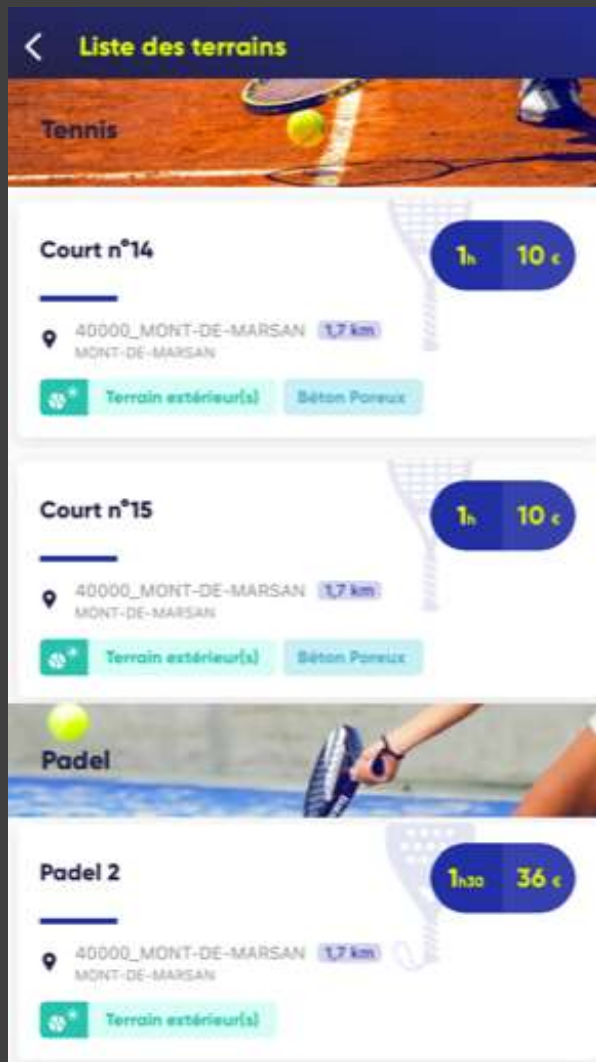 Liste des terrains
Tennis
Court n°14
1h 10 €
40000_MONT-DE-MARSAN 1,7 km
MONT-DE-MARSAN
Terrain extérieur(s) Béton Poreux
Court n°15
1h 10 €
40000_MONT-DE-MARSAN 1,7 km
MONT-DE-MARSAN
Terrain extérieur(s) Béton Poreux
Padel
Padel 2
1h30 36 €
40000_MONT-DE-MARSAN 1,7 km
MONT-DE-MARSAN
Terrain extérieur(s)